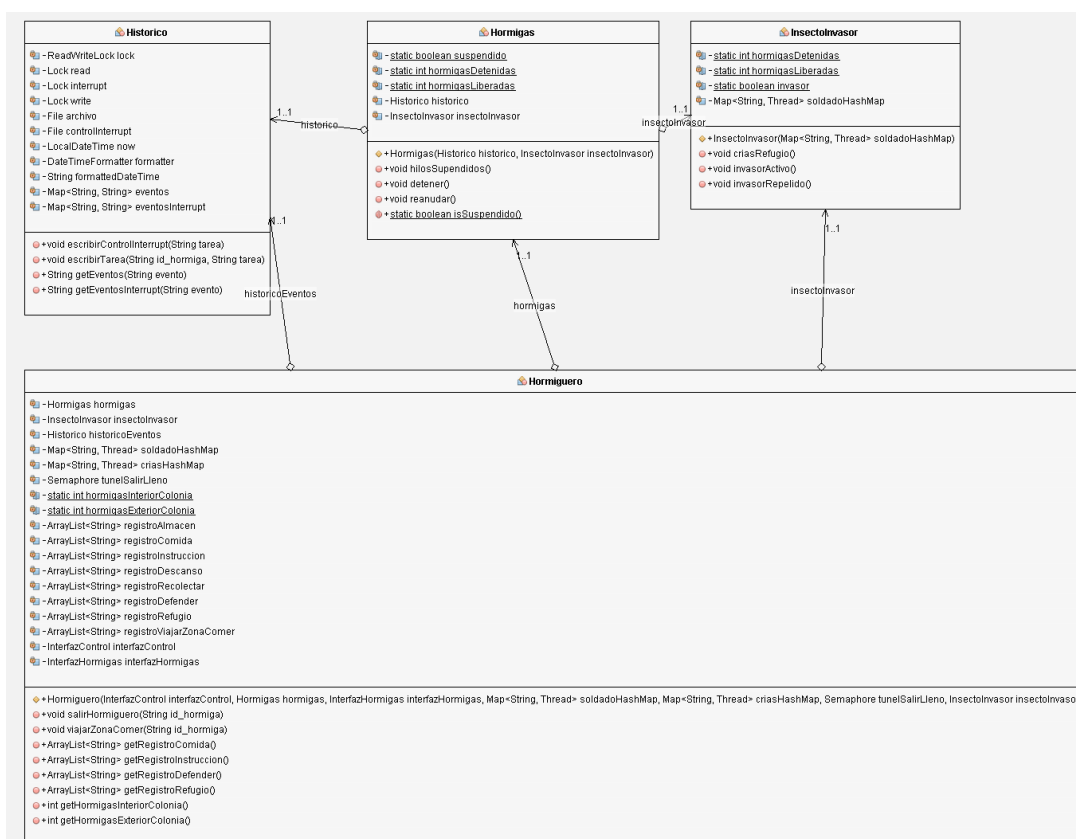 Historico
-ReadWriteLock lock
-Lock read
-Lock interrupt
-Lock write
-File archivo
-File controlInterrupt
-LocalDateTime now
-DateTimeFormatter formatter
-String formattedDateTime
-Map<String, String> eventos
-Map<String, String> eventosInterrupt
+void escribirControlInterrupt(String tarea)
+void escribirTarea(String id_hormiga, String tarea)
+String getEventos(String evento)
+String getEventosInterrupt(String evento)
1..1
historico
Hormigas
-static boolean suspendido
-static int hormigasDetenidas
-static int hormigasLiberadas
-Historico historico
-InsectoInvasor insectoInvasor
+Hormigas(Historico historico, InsectoInvasor insectoInvasor)
+void hilosSupendidos()
+void detener()
+void reanudar()
+static boolean isSuspendido()
1..1
insectoInvasor
InsectoInvasor
-static int hormigasDetenidas
-static int hormigasLiberadas
-static boolean invasor
-Map<String, Thread> soldadoHashMap
+InsectoInvasor(Map<String, Thread> soldadoHashMap)
+void criasRefugio()
+void invasorActivo()
+void invasorRepelido()
1..1
historicoEventos
1..1
hormigas
1..1
insectoInvasor
Hormiguero
-Hormigas hormigas
-InsectoInvasor insectoInvasor
-Historico historicoEventos
-Map<String, Thread> soldadoHashMap
-Map<String, Thread> criasHashMap
-Semaphore tunelSalirLleno
-static int hormigasInteriorColonia
-static int hormigasExteriorColonia
-ArrayList<String> registroAlmacen
-ArrayList<String> registroComida
-ArrayList<String> registroInstruccion
-ArrayList<String> registroDescanso
-ArrayList<String> registroRecolectar
-ArrayList<String> registroDefender
-ArrayList<String> registroRefugio
-ArrayList<String> registroViajarZonaComer
-InterfazControl interfazControl
-InterfazHormigas interfazHormigas
+Hormiguero(InterfazControl interfazControl, Hormigas hormigas, InterfazHormigas interfazHormigas, Map<String, Thread> soldadoHashMap, Map<String, Thread> criasHashMap, Semaphore tunelSalirLleno, InsectoInvasor insectoInvaso
+void salirHormiguero(String id_hormiga)
+void viajarZonaComer(String id_hormiga)
+ArrayList<String> getRegistroComida()
+ArrayList<String> getRegistroInstruccion()
+ArrayList<String> getRegistroDefender()
+ArrayList<String> getRegistroRefugio()
+int getHormigasInteriorColonia()
+int getHormigasExteriorColonia()